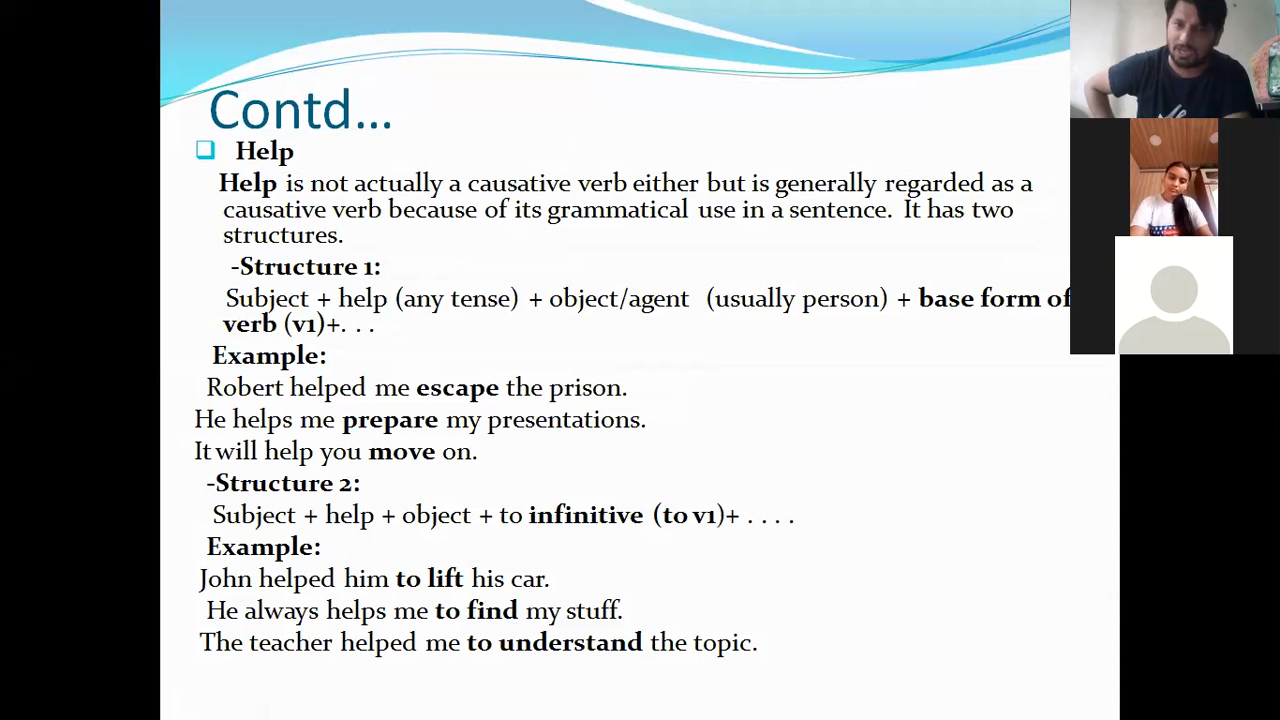 Contd...
Help
Help is not actually a causative verb either but is generally regarded as a
causative verb because of its grammatical use in a sentence. It has two
structures.
-Structure 1:
Subject + help (any tense) + object/agent (usually person) + base form of
verb (v1)+. . .
Example:
Robert helped me escape the prison.
He helps me prepare my presentations.
It will help you move on.
-Structure 2:
Subject + help + object + to infinitive (to v1)+ . . . .
Example:
John helped him to lift his car.
He always helps me to find my stuff.
The teacher helped me to understand the topic.